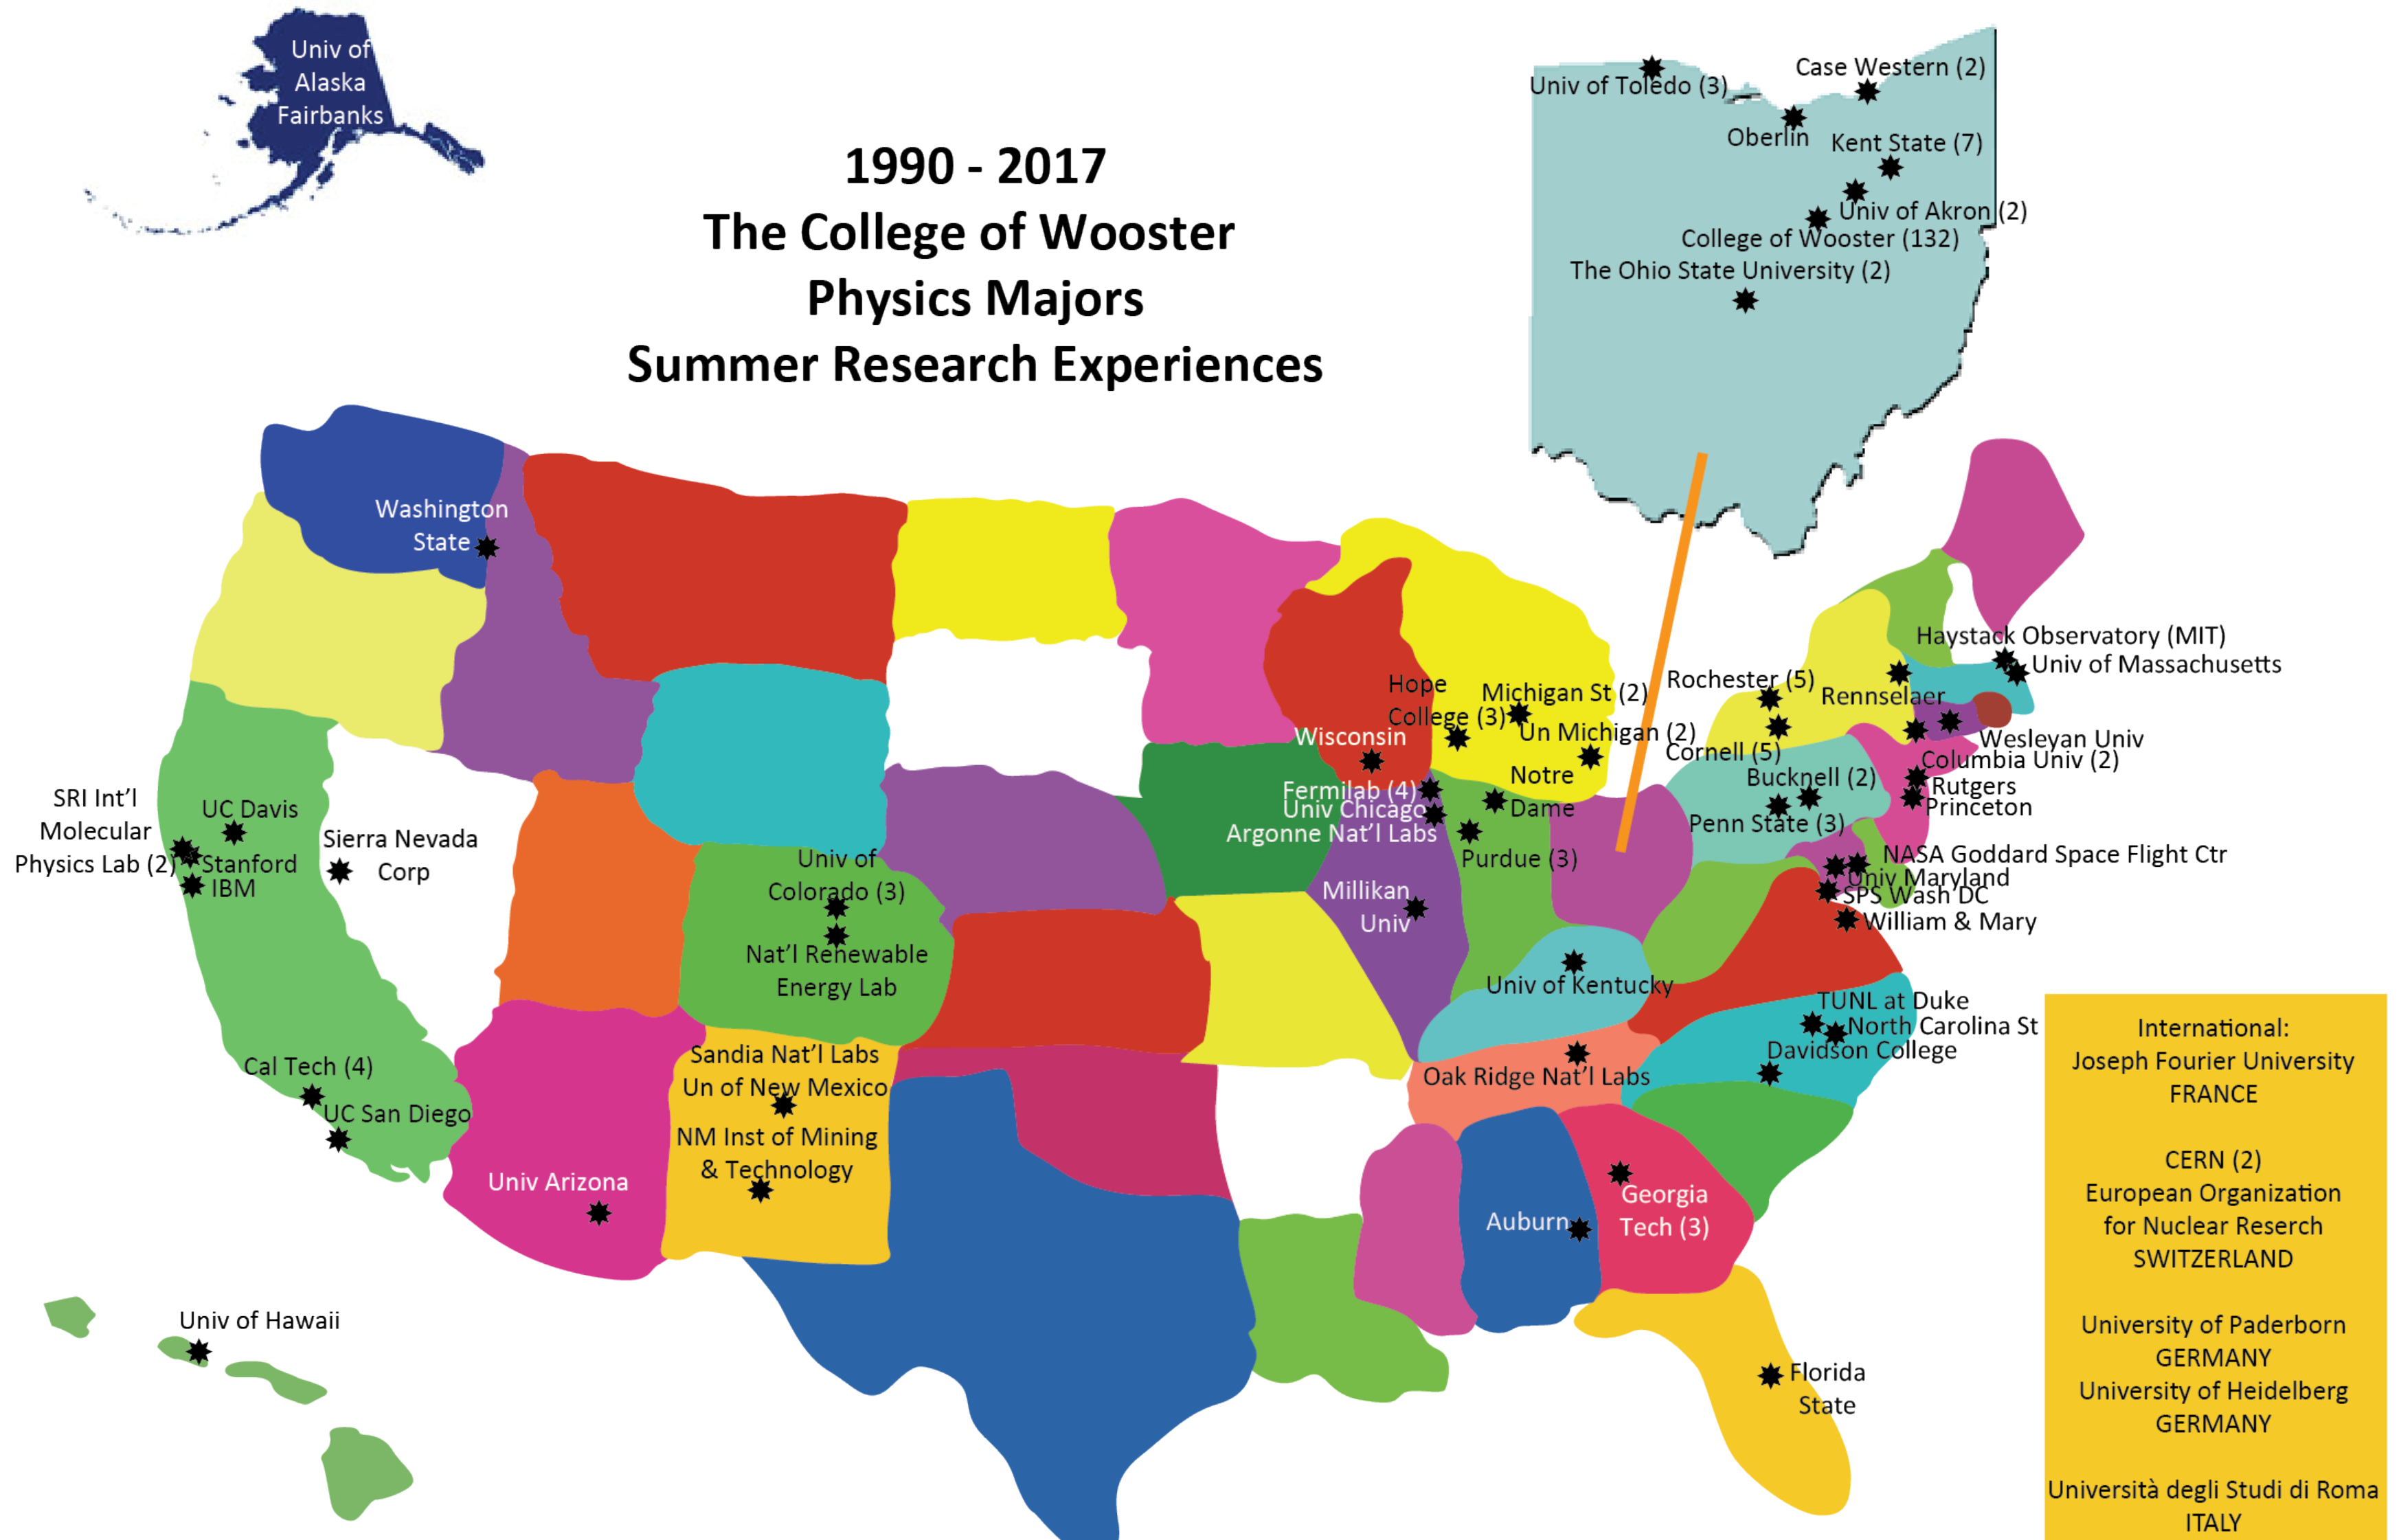 Univ of
Alaska
Fairbanks
1990 - 2017
The College of Wooster
Physics Majors
Summer Research Experiences
Univ of Toledo (3)
Case Western (2)
Oberlin
Kent State (7)
Univ of Akron (2)
College of Wooster (132)
The Ohio State University (2)
Washington
State
SRI Int'l
Molecular
Physics Lab (2)
UC Davis
Stanford
IBM
Sierra Nevada
Corp
Cal Tech (4)
UC San Diego
Univ of
Colorado (3)
Nat'l Renewable
Energy Lab
Sandia Nat'l Labs
Un of New Mexico
NM Inst of Mining
& Technology
Univ Arizona
Univ of Hawaii
Hope
College (3)
Michigan St (2)
Un Michigan (2)
Wisconsin
Fermilab (4)
Univ Chicago
Argonne Nat'l Labs
Notre
Dame
Purdue (3)
Millikan
Univ
Univ of Kentucky
Oak Ridge Nat'l Labs
Auburn
Georgia
Tech (3)
Florida
State
Haystack Observatory (MIT)
Univ of Massachusetts
Rochester (5)
Rennselaer
Cornell (5)
Wesleyan Univ
Columbia Univ (2)
Bucknell (2)
Rutgers
Princeton
Penn State (3)
NASA Goddard Space Flight Ctr
Univ Maryland
SPS Wash DC
William & Mary
TUNL at Duke
North Carolina St
Davidson College
International:
Joseph Fourier University
FRANCE
CERN (2)
European Organization
for Nuclear Reserch
SWITZERLAND
University of Paderborn
GERMANY
University of Heidelberg
GERMANY
Università degli Studi di Roma
ITALY